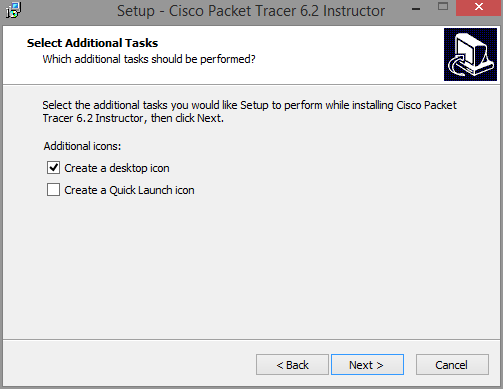 Setup - Cisco Packet Tracer 6.2 Instructor
Select Additional Tasks
Which additional tasks should be performed?
Select the additional tasks you would like Setup to perform while installing Cisco Packet
Tracer 6.2 Instructor, then click Next.
Additional icons:
Create a desktop icon
Create a Quick Launch icon
< Back Next > Cancel